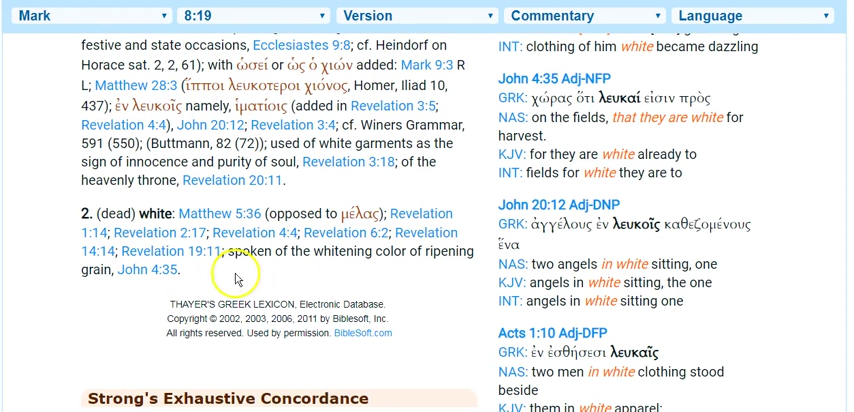 Mark 8:19 Version Commentary Language
festive and state occasions, Ecclesiastes 9:8; cf. Heindorf on
Horace sat. 2, 2, 61); with ὡσεί or ὡς ὁ χιών added: Mark 9:3 R
L; Matthew 28:3 (ἵπποι λευκοτεροι χιόνος, Homer, Iliad 10,
437); ἐν λευκοῖς namely, ἱματίοις (added in Revelation 3:5;
Revelation 4:4), John 20:12; Revelation 3:4; cf. Winers Grammar,
591 (550); (Buttmann, 82 (72)); used of white garments as the
sign of innocence and purity of soul, Revelation 3:18; of the
heavenly throne, Revelation 20:11.
2. (dead) white: Matthew 5:36 (opposed to μέλας); Revelation
1:14; Revelation 2:17; Revelation 4:4; Revelation 6:2; Revelation
14:14; Revelation 19:11; spoken of the whitening color of ripening
grain, John 4:35.
THAYER'S GREEK LEXICON, Electronic Database.
Copyright © 2002, 2003, 2006, 2011 by Biblesoft, Inc.
All rights reserved. Used by permission. BibleSoft.com
Strong's Exhaustive Concordance
INT: clothing of him white became dazzling
John 4:35 Adj-NFP
GRK: χώρας ὅτι λευκαί εἰσιν πρὸς
NAS: on the fields, that they are white for
harvest.
KJV: for they are white already to
INT: fields for white they are to
John 20:12 Adj-DNP
GRK: ἀγγέλους ἐν λευκοῖς καθεζομένους
ἕνα
NAS: two angels in white sitting, one
KJV: angels in white sitting, the one
INT: angels in white sitting one
Acts 1:10 Adj-DFP
GRK: ἐν ἐσθήσεσι λευκαῖς
NAS: two men in white clothing stood
beside
KJV: them in white apparel;